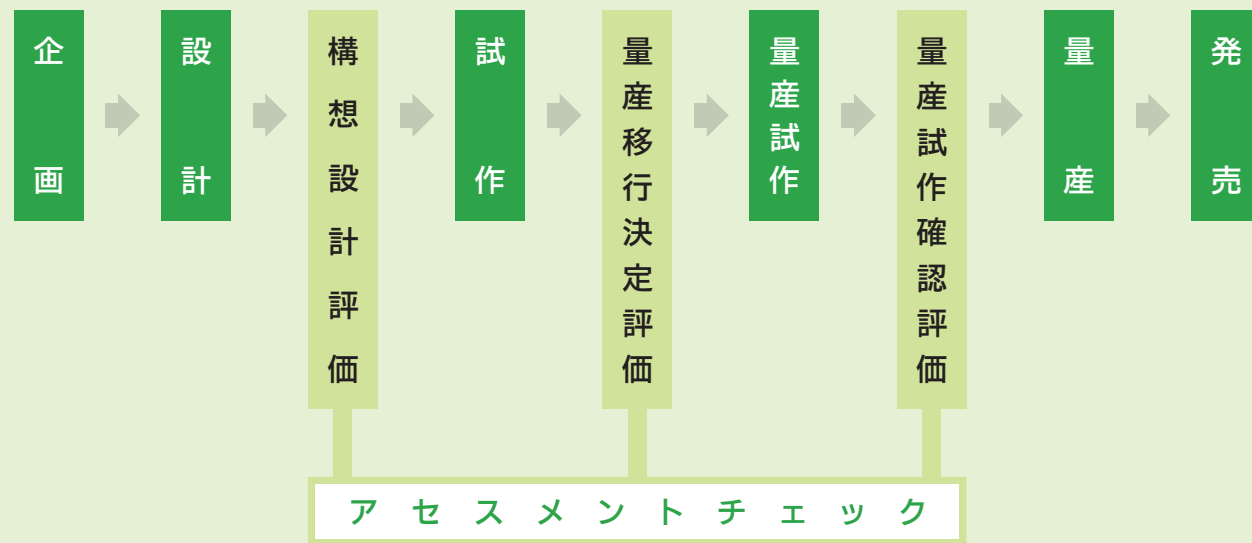 企画
設計
構想設計評価
試作
量産移行決定評価
量産試作
量産試作確認評価
量産
発売
アセスメントチェック